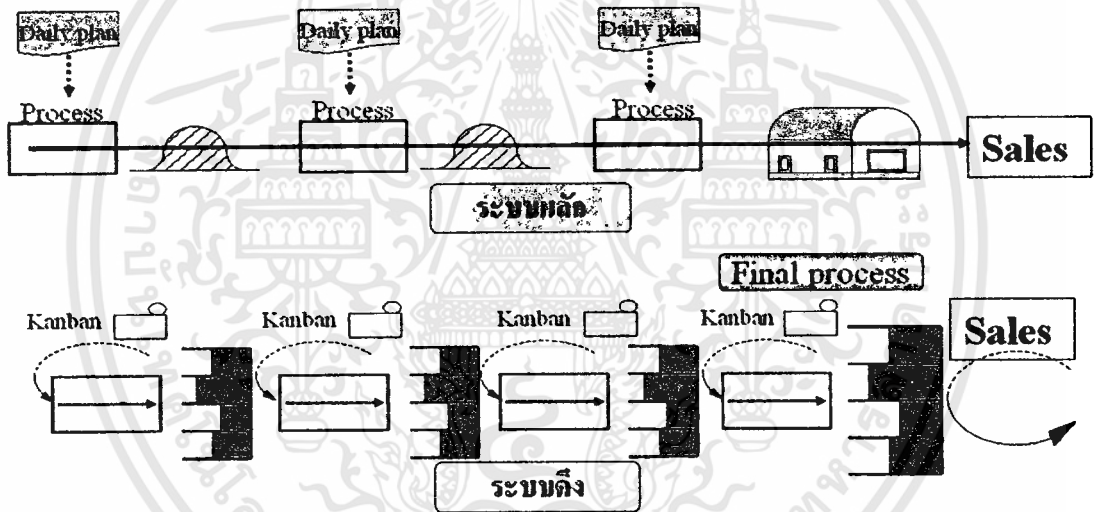 Daily plan
Daily plan
Daily plan
Process
Process
Process
Sales
ระบบผลัก
Final process
Kanban
Kanban
Kanban
Kanban
Sales
ระบบดึง